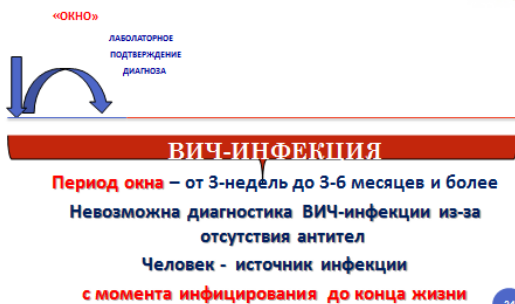 «ОКНО»
ЛАБОЛАТОРНОЕ
ПОДТВЕРЖДЕНИЕ
ДИАГНОЗА
ВИЧ-ИНФЕКЦИЯ
Период окна – от 3-недель до 3-6 месяцев и более
Невозможна диагностика ВИЧ-инфекции из-за
отсутствия антител
Человек - источник инфекции
с момента инфицирования до конца жизни